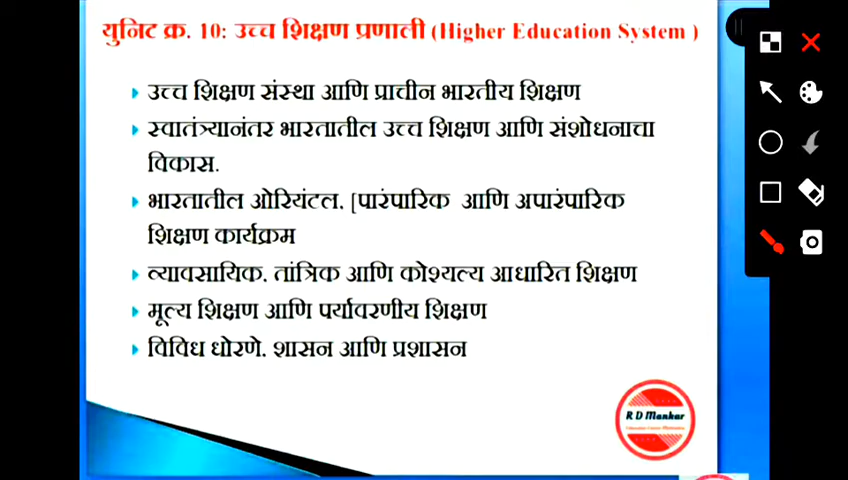 युनिट क्र. 10: उच्च शिक्षण प्रणाली (Higher Education System )
उच्च शिक्षण संस्था आणि प्राचीन भारतीय शिक्षण
स्वातंत्र्यानंतर भारतातील उच्च शिक्षण आणि संशोधनाचा
विकास.
भारतातील ओरियंटल, [पारंपारिक आणि अपारंपारिक
शिक्षण कार्यक्रम
व्यावसायिक, तांत्रिक आणि कोश्यल्य आधारित शिक्षण
मूल्य शिक्षण आणि पर्यावरणीय शिक्षण
विविध धोरणे, शासन आणि प्रशासन
R D Mankar